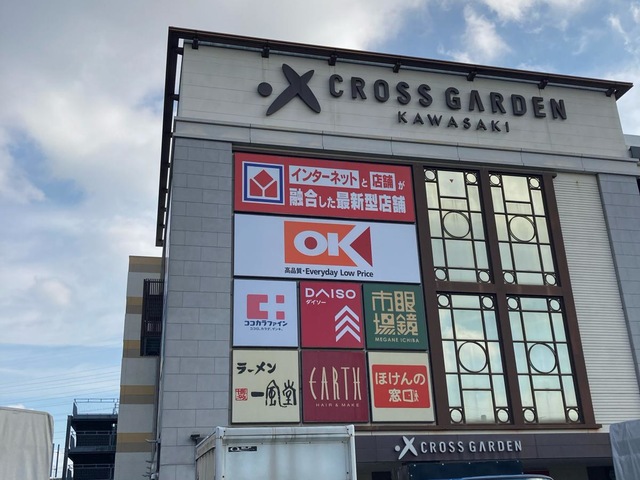 CROSS GARDEN
KAWASAKI
インターネットと店舗が
融合した最新型店舗
OK
高品質・Everyday Low Price
ココカラファイン
DAISO
ダイソー
眼鏡
市場
MEGANE ICHIBA
ラーメン
一風堂
EARTH
HAIR & MAKE
ほけんの
窓口
CROSS GARDEN